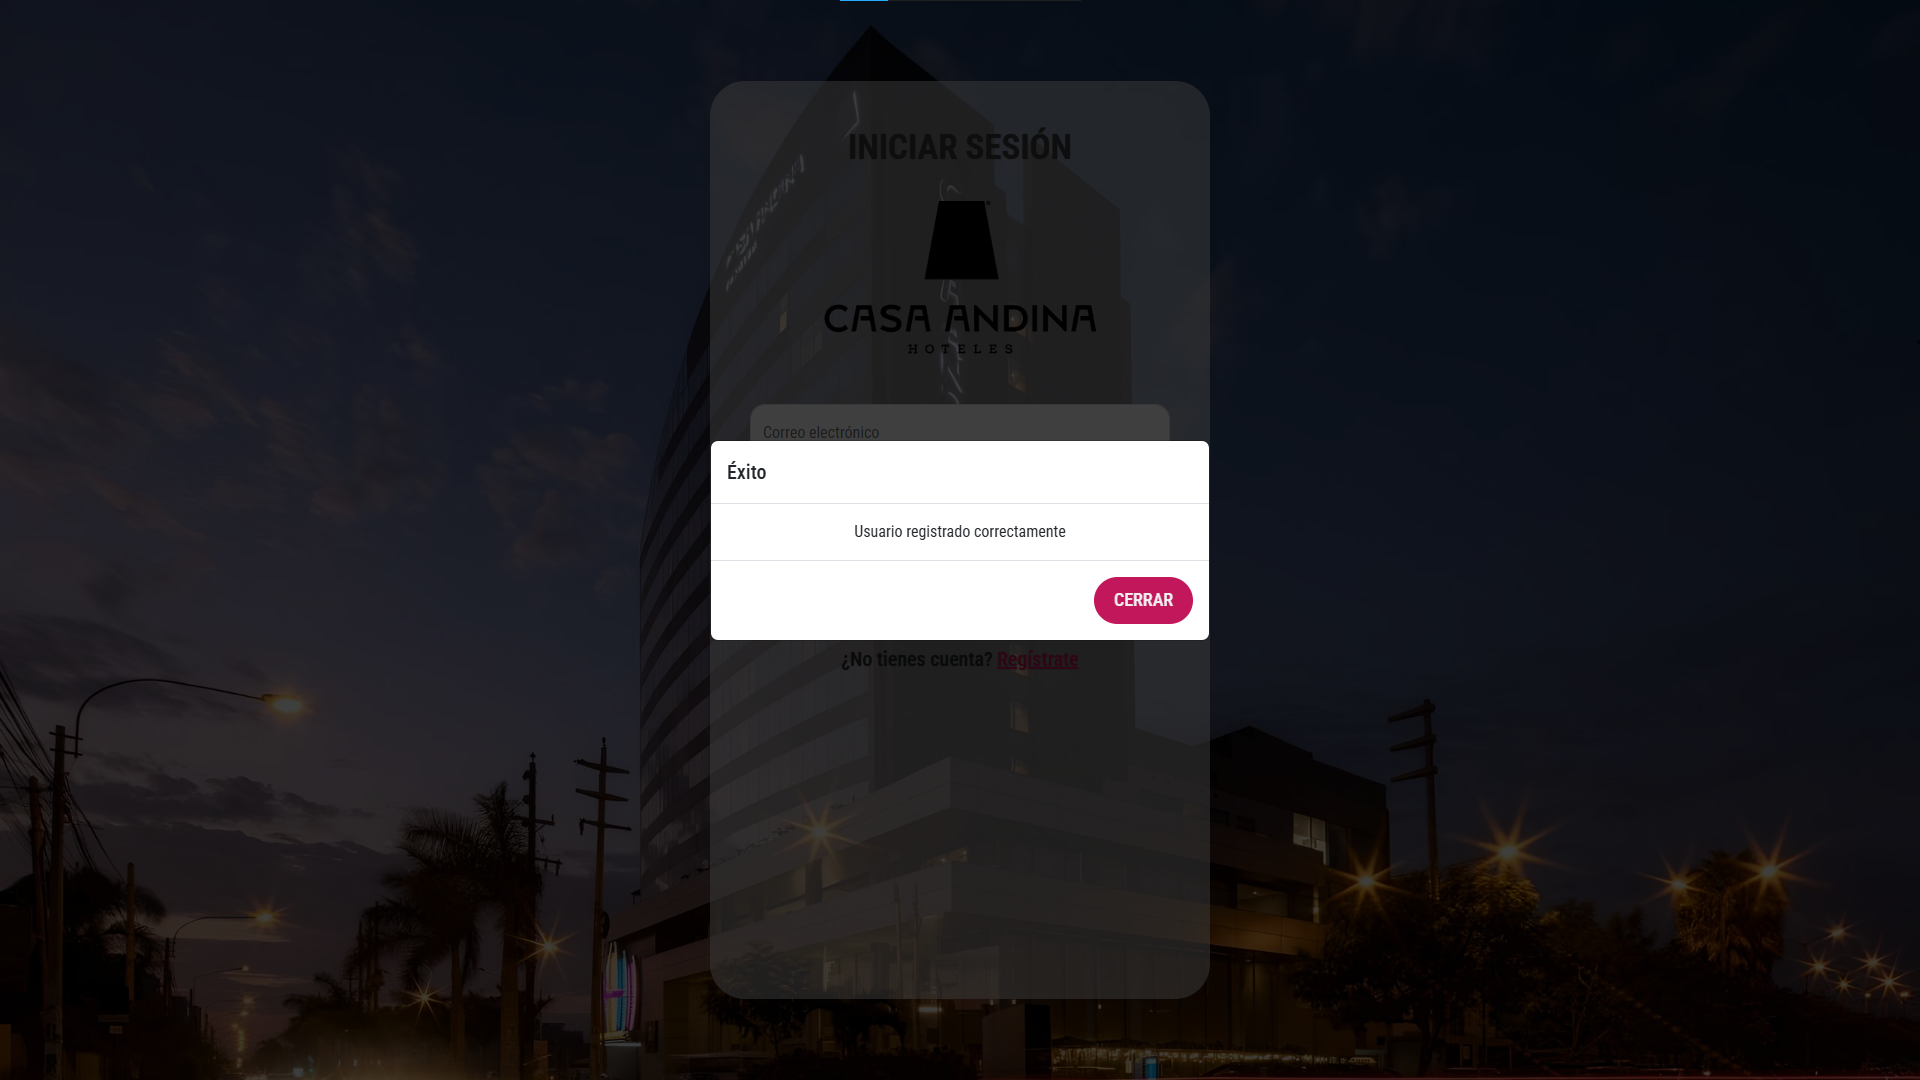 INICIAR SESIÓN
CASA ANDINA
HOTELES
Correo electrónico
Éxito
Usuario registrado correctamente
CERRAR
¿No tienes cuenta? Regístrate